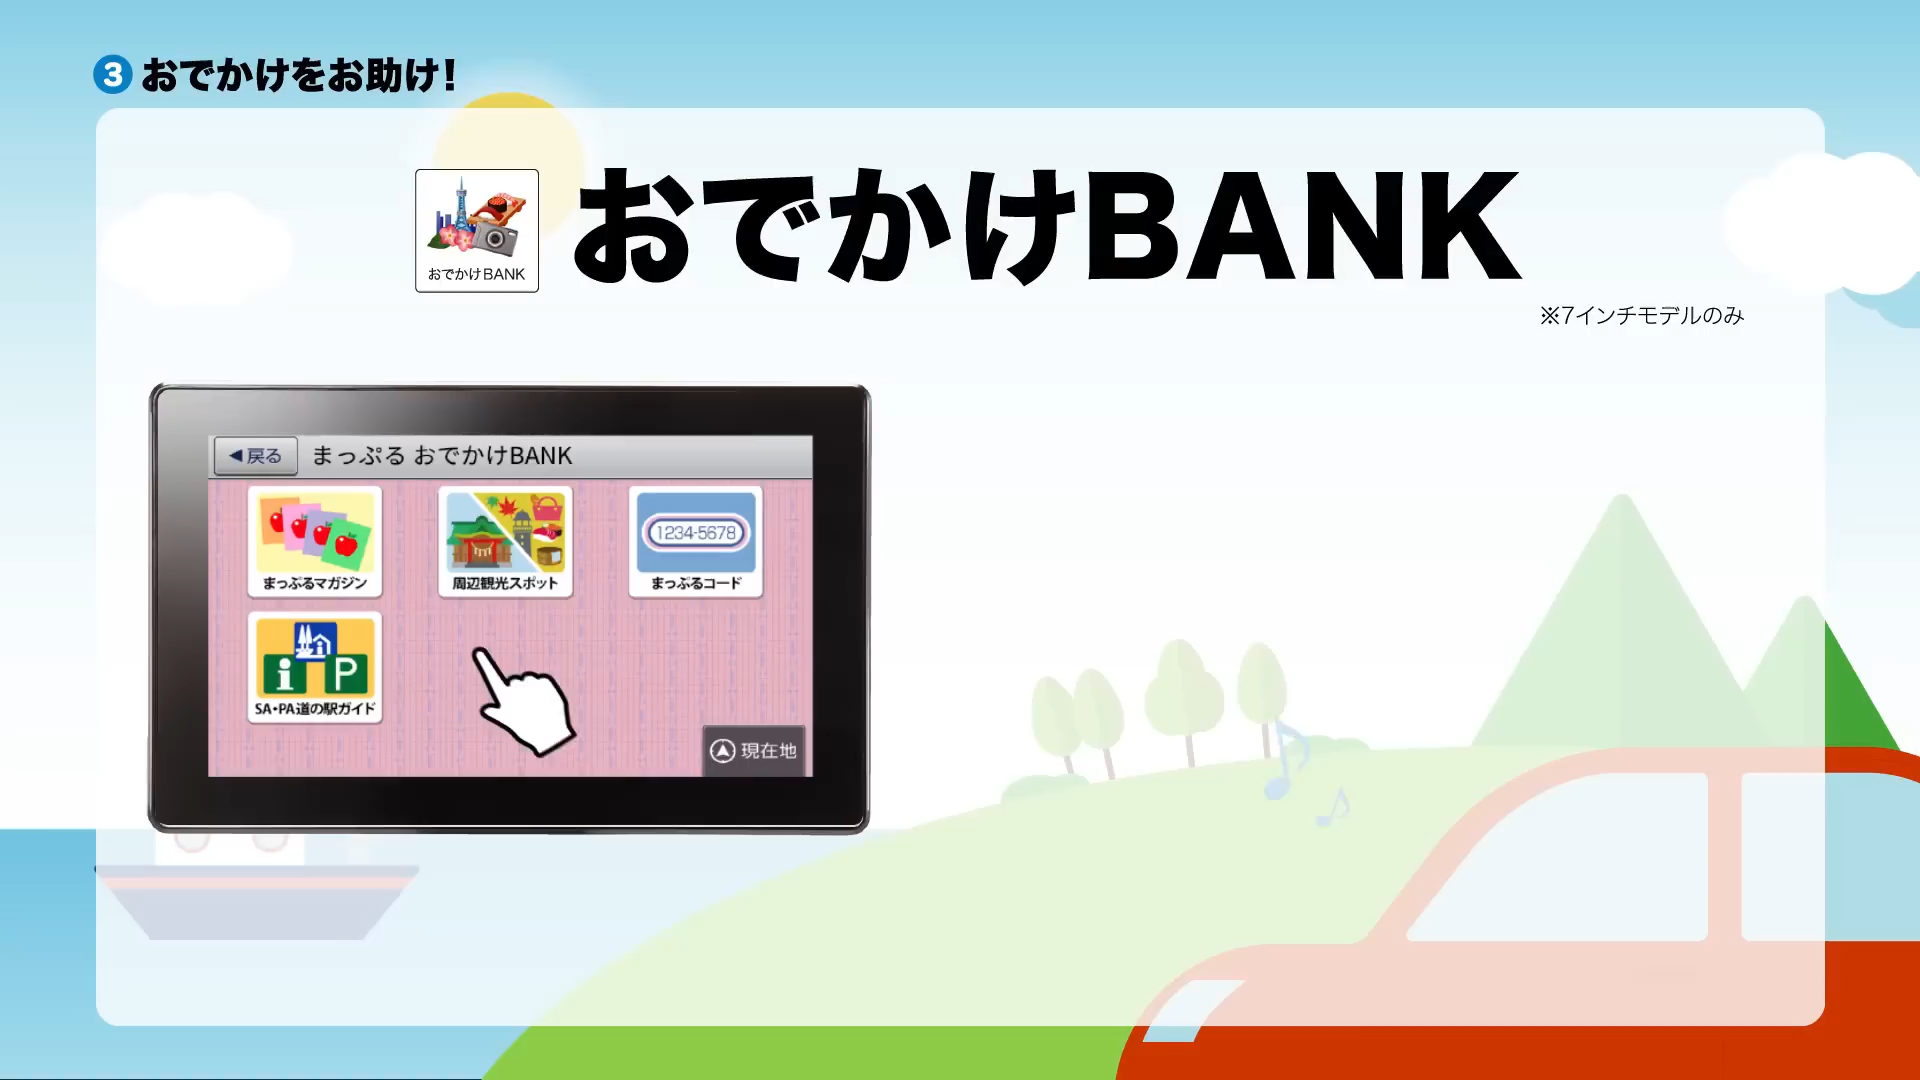 3 おでかけをお助け!
おでかけBANK
おでかけBANK
※7インチモデルのみ
◀戻る まっぷる おでかけBANK
まっぷるマガジン
周辺観光スポット
1234-5678
まっぷるコード
i P
SA・PA道の駅ガイド
現在地